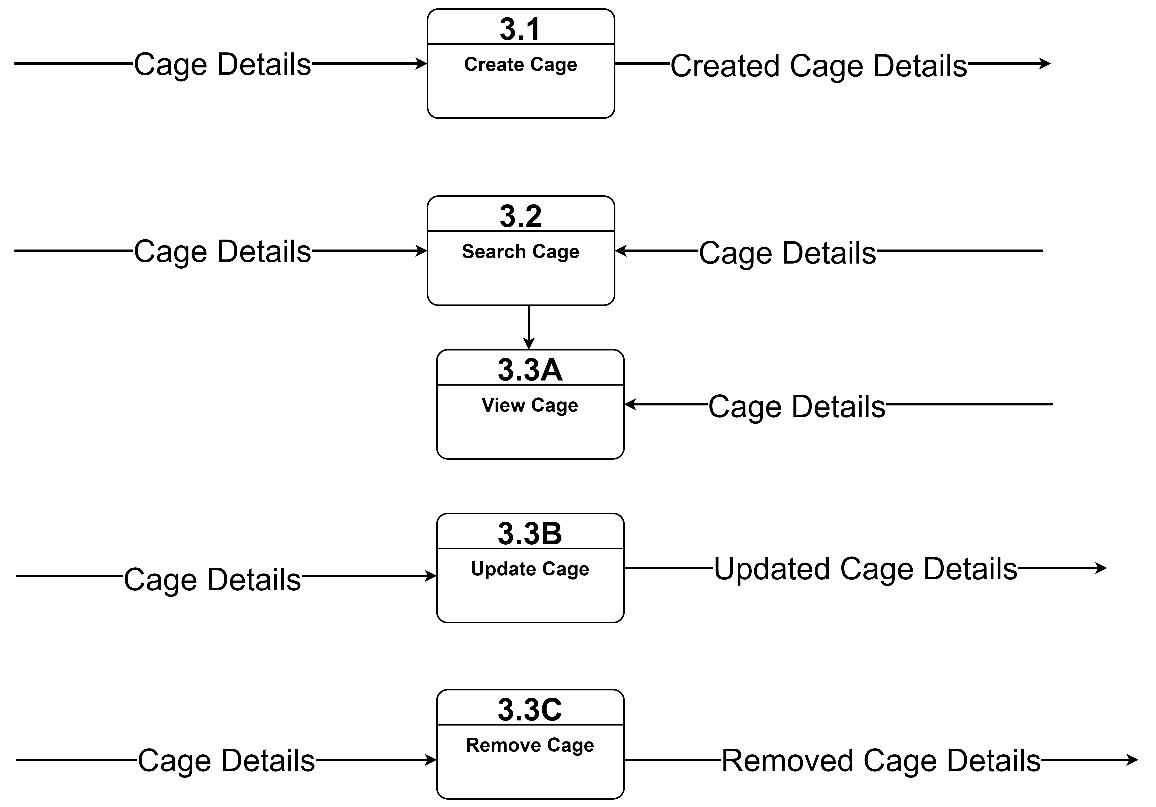 3.1
Cage Details
Create Cage
Created Cage Details
3.2
Cage Details
Search Cage
Cage Details
3.3A
View Cage
Cage Details
3.3B
Cage Details
Update Cage
Updated Cage Details
3.3C
Cage Details
Remove Cage
Removed Cage Details